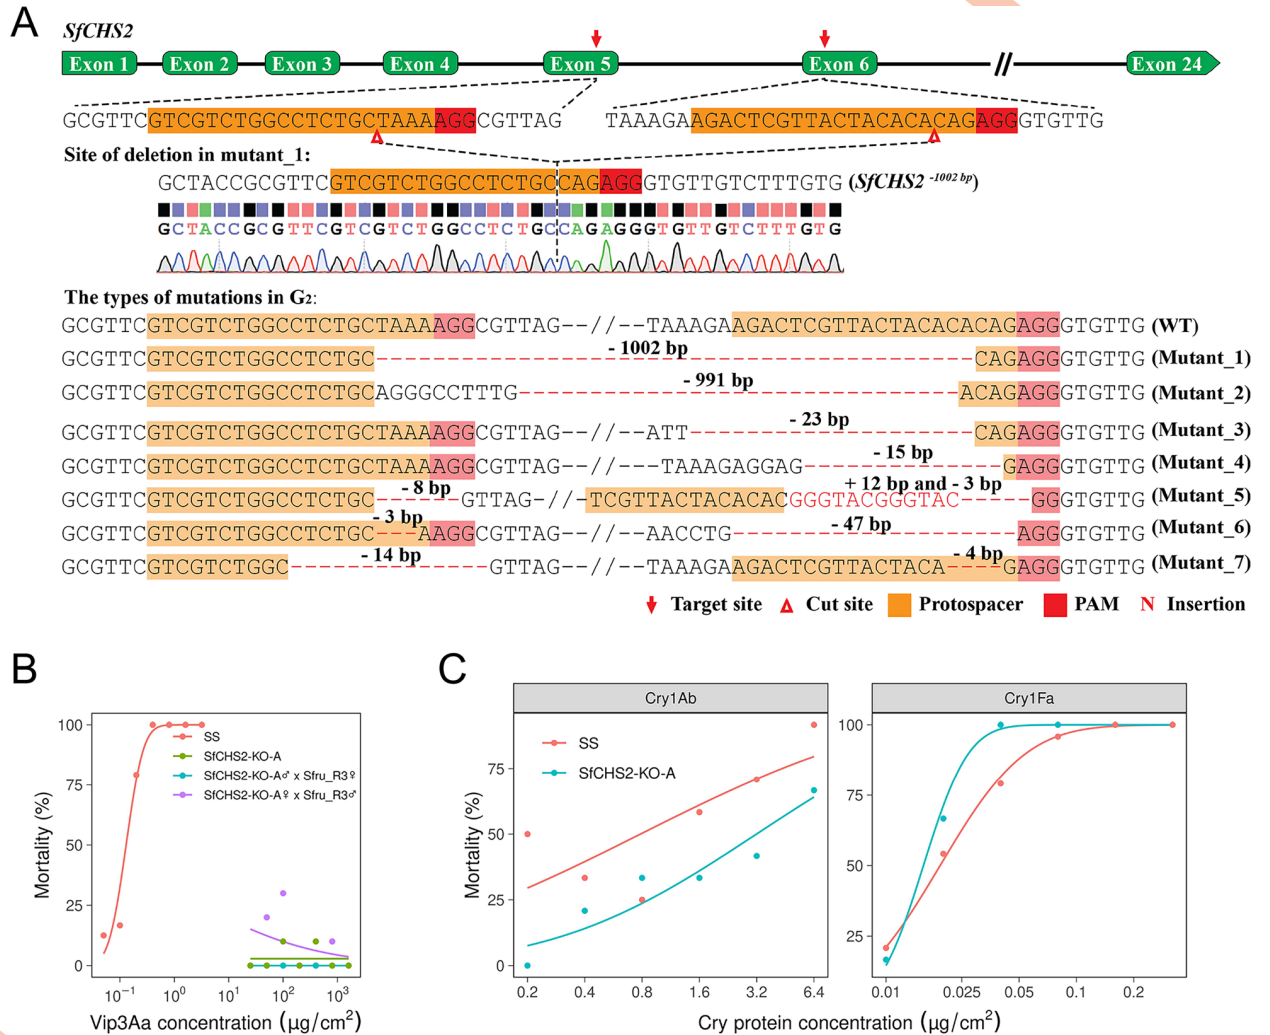 A
SfCHS2
Exon 1 Exon 2 Exon 3 Exon 4 Exon 5 Exon 6 // Exon 24
GCGTTCGTCGTCTGGCCTCTGCTAAAAGGCGTTAG TAAAGAAGACTCGTTACTACACACAGAGGGTGTTG
Site of deletion in mutant_1:
GCTACCGCGTTCGTCGTCTGGCCTCTGCCAGAGGGTGTTGTCTTTGTG (SfCHS2 -1002 bp)
GCTACCGCGTTCGTCGTCTGGCCTCTGCCAGAGGGTGTTGTCTTTGTG
The types of mutations in G2:
GCGTTCGTCGTCTGGCCTCTGCTAAAAGGCGTTAG--//--TAAAGAAGACTCGTTACTACACACAGAGGGTGTTG (WT)
- 1002 bp
GCGTTCGTCGTCTGGCCTCTGC CAGAGGGTGTTG (Mutant_1)
- 991 bp
GCGTTCGTCGTCTGGCCTCTGCAGGGCCTTTG ACAGAGGGTGTTG (Mutant_2)
- 23 bp
GCGTTCGTCGTCTGGCCTCTGCTAAAAGGCGTTAG--//--ATT CAGAGGGTGTTG (Mutant_3)
- 15 bp
GCGTTCGTCGTCTGGCCTCTGCTAAAAGGCGTTAG--//---TAAAGAGGAG GAGGGTGTTG (Mutant_4)
- 8 bp + 12 bp and - 3 bp
GCGTTCGTCGTCTGGCCTCTGC GTTAG-//-TCGTTACTACACACGGGTACGGGTAC GGGTGTTG (Mutant_5)
- 3 bp - 47 bp
GCGTTCGTCGTCTGGCCTCTGC---AAGGCGTTAG--//--AACCTG AGGGTGTTG (Mutant_6)
- 14 bp - 4 bp
GCGTTCGTCGTCTGGC GTTAG--//--TAAAGAAGACTCGTTACTACA----GAGGGTGTTG (Mutant_7)
Target site Cut site Protospacer PAM N Insertion
B
Mortality (%)
100
75
50
25
0
SS
SfCHS2-KO-A
SfCHS2-KO-A♂ x Sfru_R3♀
SfCHS2-KO-A♀ x Sfru_R3♂
10⁻¹ 10⁰ 10¹ 10² 10³
Vip3Aa concentration (μg/cm²)
C
Cry1Ab
Mortality (%)
75
50
25
0
SS
SfCHS2-KO-A
0.2 0.4 0.8 1.6 3.2 6.4
Cry1Fa
100
75
50
25
0.01 0.025 0.05 0.1 0.2
Cry protein concentration (μg/cm²)